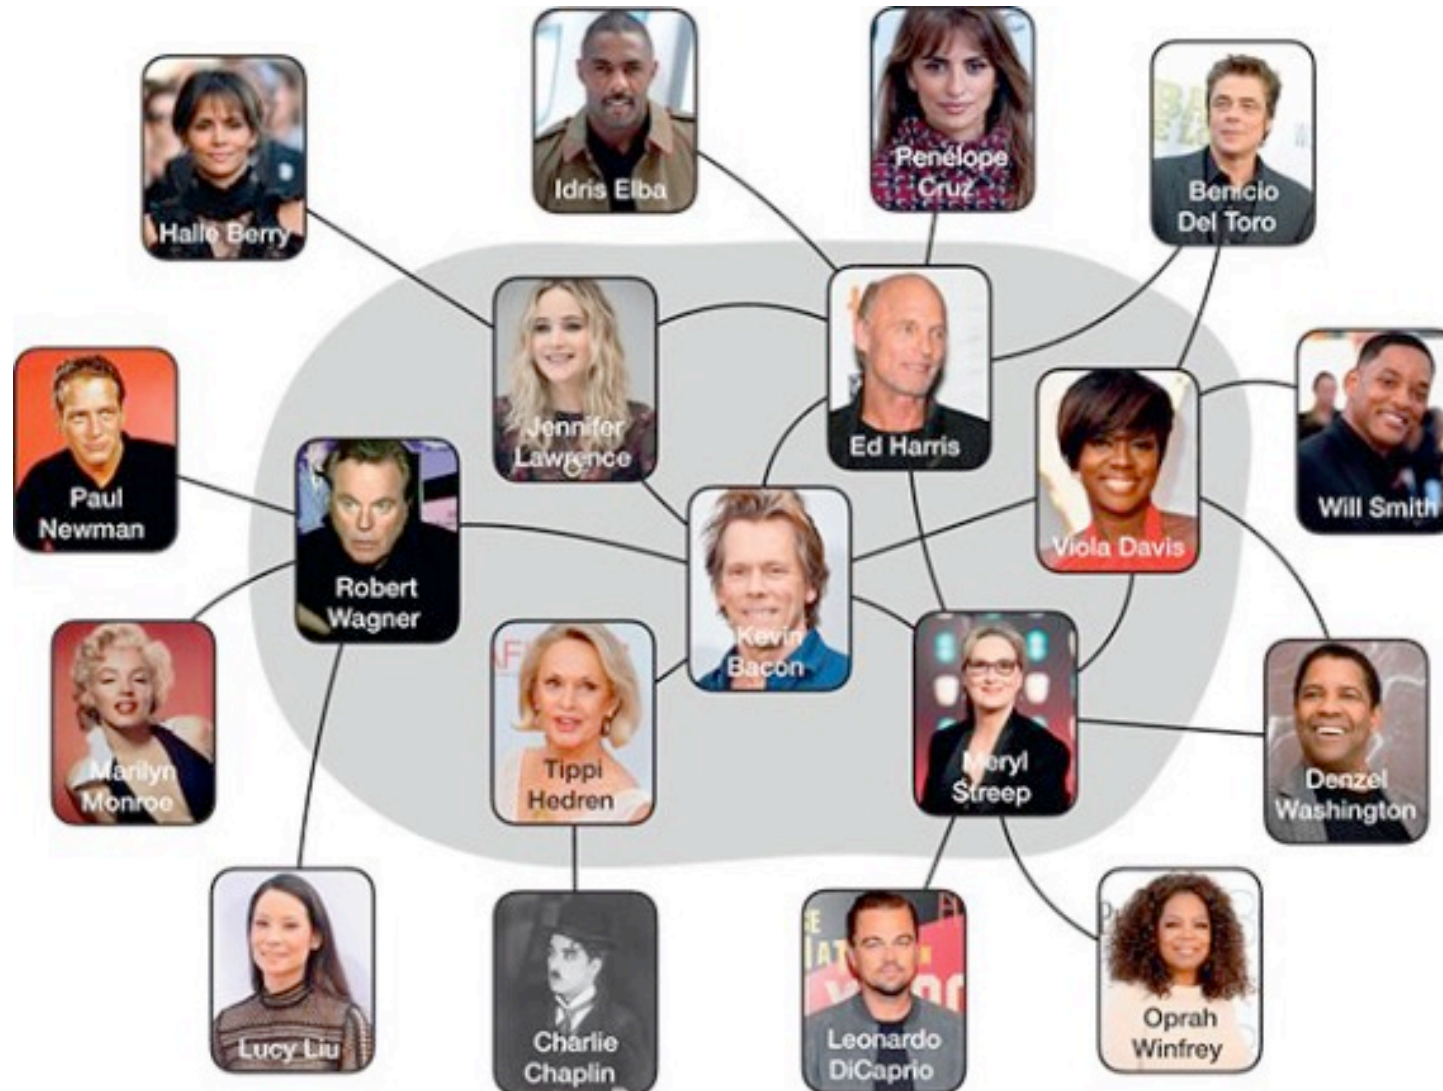 Idris Elba
Penélope
Cruz
Benicio
Del Toro
Halle Berry
Jennifer
Lawrence
Ed Harris
Paul
Newman
Will Smith
Viola Davis
Robert
Wagner
Kevin
Bacon
Marilyn
Monroe
Tippi
Hedren
Meryl
Streep
Denzel
Washington
Lucy Liu
Charlie
Chaplin
Leonardo
DiCaprio
Oprah
Winfrey